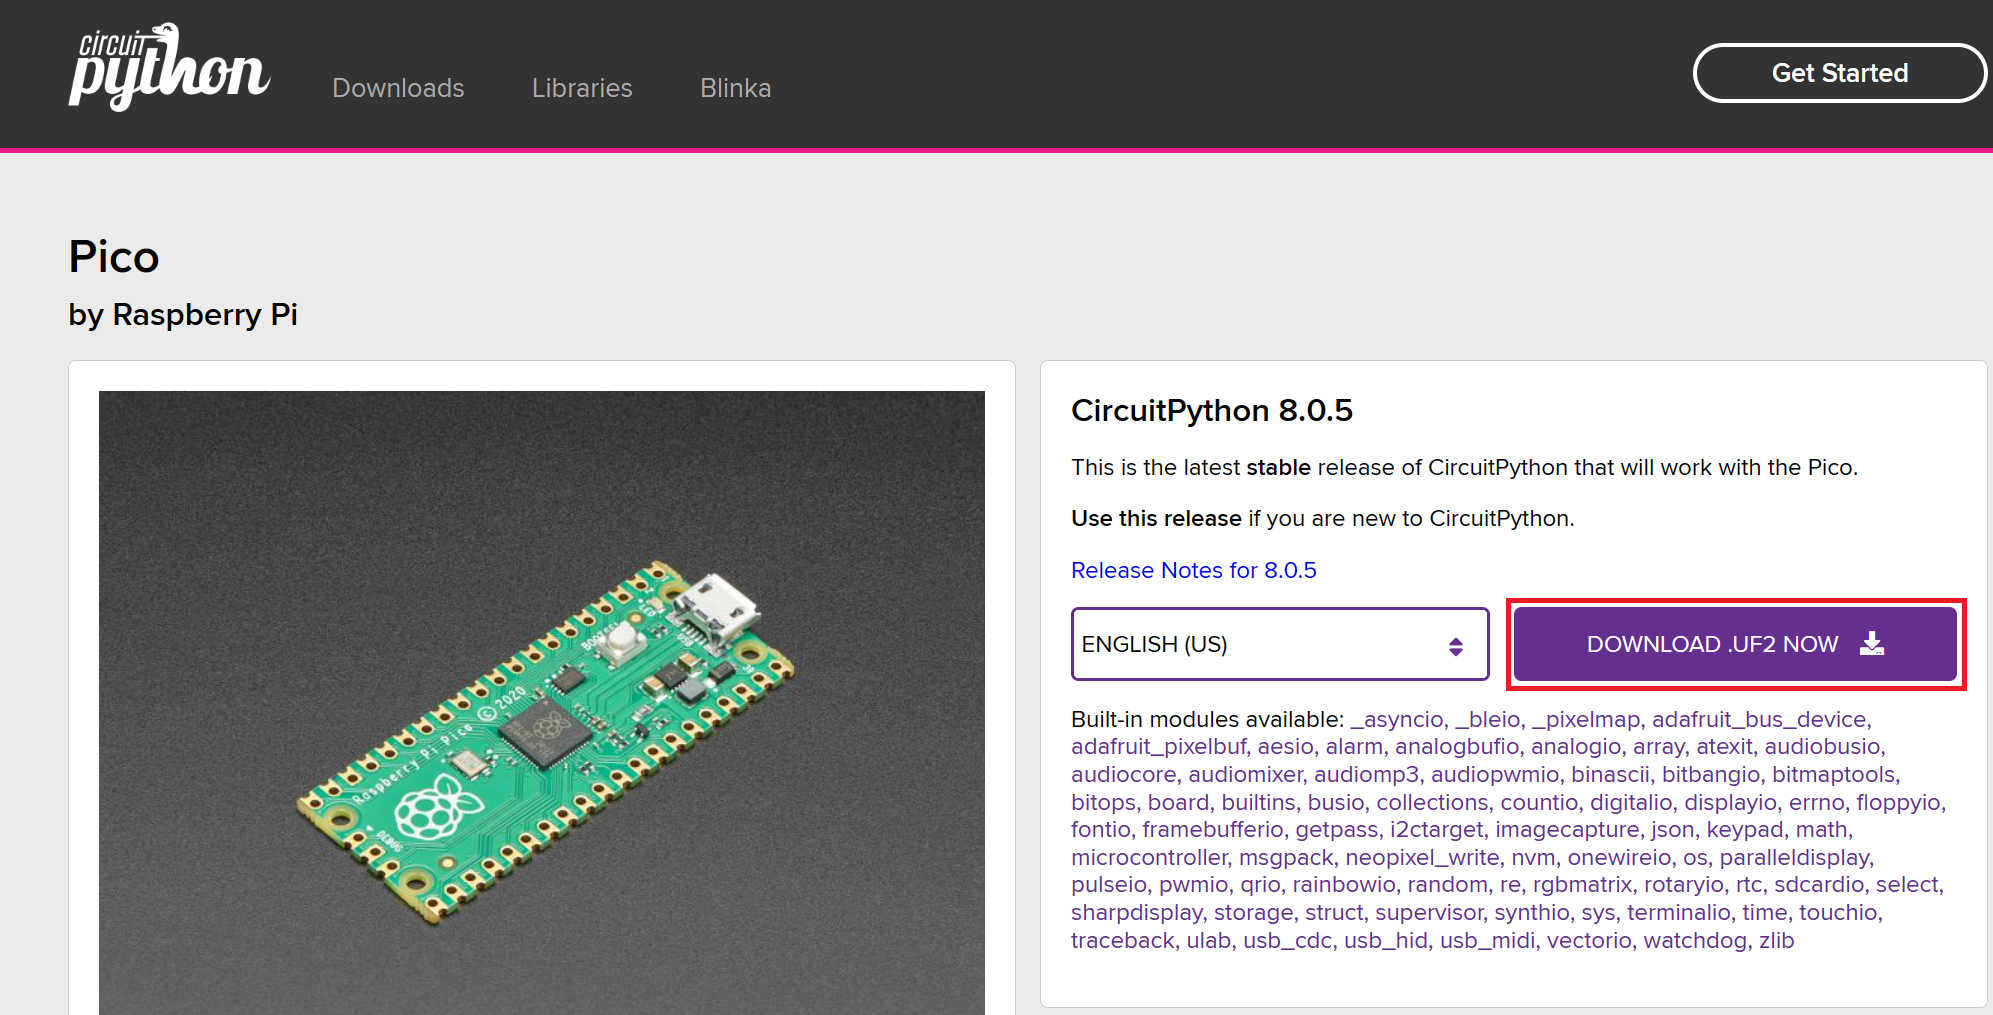 circuit
python
Downloads
Libraries
Blinka
Get Started
Pico
by Raspberry Pi
LED
BOOTSEL
USB
© 2020
Raspberry Pi Pico
DEBUG
CircuitPython 8.0.5
This is the latest stable release of CircuitPython that will work with the Pico.
Use this release if you are new to CircuitPython.
Release Notes for 8.0.5
ENGLISH (US)
DOWNLOAD .UF2 NOW
Built-in modules available: _asyncio, _bleio, _pixelmap, adafruit_bus_device,
adafruit_pixelbuf, aesio, alarm, analogbufio, analogio, array, atexit, audiobusio,
audiocore, audiomixer, audiomp3, audiopwmio, binascii, bitbangio, bitmaptools,
bitops, board, builtins, busio, collections, countio, digitalio, displayio, errno, floppyio,
fontio, framebufferio, getpass, i2ctarget, imagecapture, json, keypad, math,
microcontroller, msgpack, neopixel_write, nvm, onewireio, os, paralleldisplay,
pulseio, pwmio, qrio, rainbowio, random, re, rgbmatrix, rotaryio, rtc, sdcardio, select,
sharpdisplay, storage, struct, supervisor, synthio, sys, terminalio, time, touchio,
traceback, ulab, usb_cdc, usb_hid, usb_midi, vectorio, watchdog, zlib